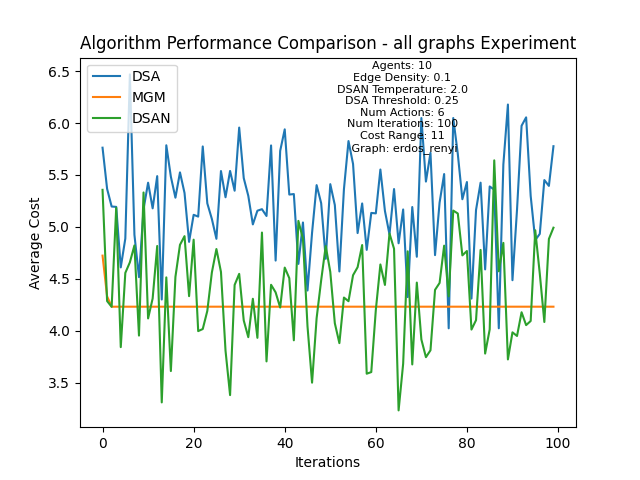 Algorithm Performance Comparison - all graphs Experiment
6.5
6.0
5.5
5.0
4.5
4.0
3.5
Average Cost
DSA
MGM
DSAN
Agents: 10
Edge Density: 0.1
DSAN Temperature: 2.0
DSA Threshold: 0.25
Num Actions: 6
Num Iterations: 100
Cost Range: 11
Graph: erdos_renyi
0 20 40 60 80 100
Iterations